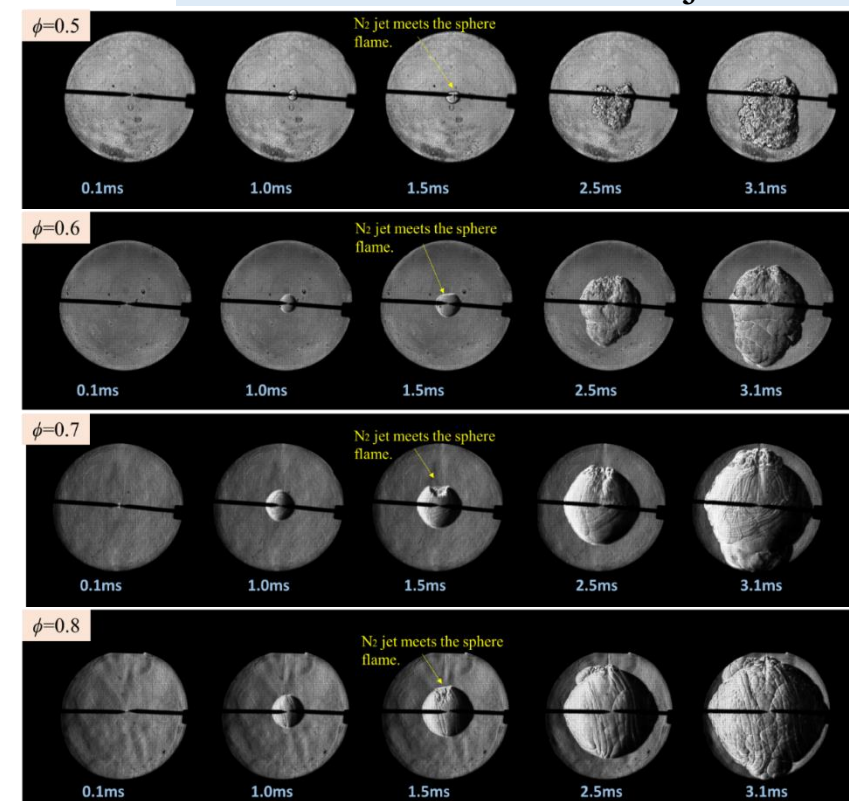 ϕ=0.5
N₂ jet meets the sphere
flame.
0.1ms
1.0ms
1.5ms
2.5ms
3.1ms
ϕ=0.6
N₂ jet meets the sphere
flame.
0.1ms
1.0ms
1.5ms
2.5ms
3.1ms
ϕ=0.7
N₂ jet meets the sphere
flame.
0.1ms
1.0ms
1.5ms
2.5ms
3.1ms
ϕ=0.8
N₂ jet meets the sphere
flame.
0.1ms
1.0ms
1.5ms
2.5ms
3.1ms